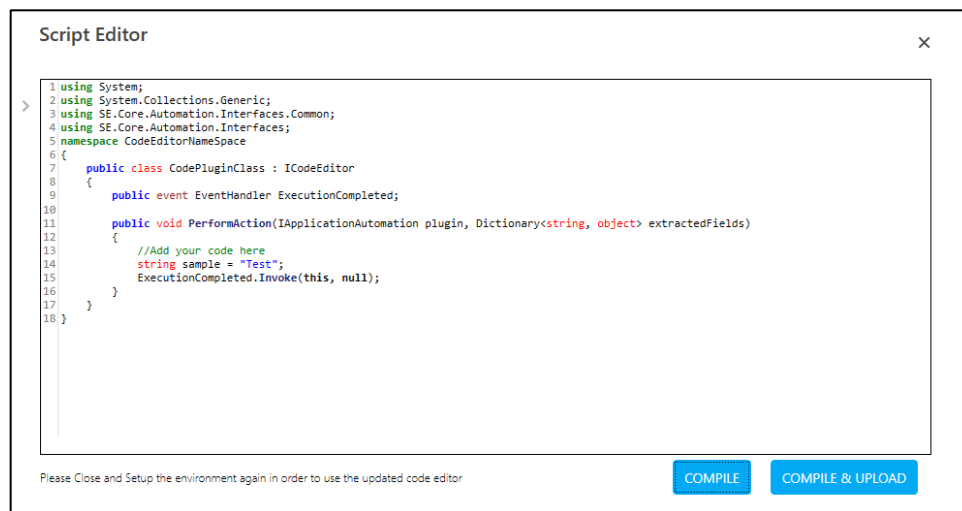 Script Editor
×
>
1 using System;
2 using System.Collections.Generic;
3 using SE.Core.Automation.Interfaces.Common;
4 using SE.Core.Automation.Interfaces;
5 namespace CodeEditorNameSpace
6 {
7     public class CodePluginClass : ICodeEditor
8     {
9         public event EventHandler ExecutionCompleted;
10
11         public void PerformAction(IApplicationAutomation plugin, Dictionary<string, object> extractedFields)
12         {
13             //Add your code here
14             string sample = "Test";
15             ExecutionCompleted.Invoke(this, null);
16         }
17     }
18 }
Please Close and Setup the environment again in order to use the updated code editor
COMPILE
COMPILE & UPLOAD